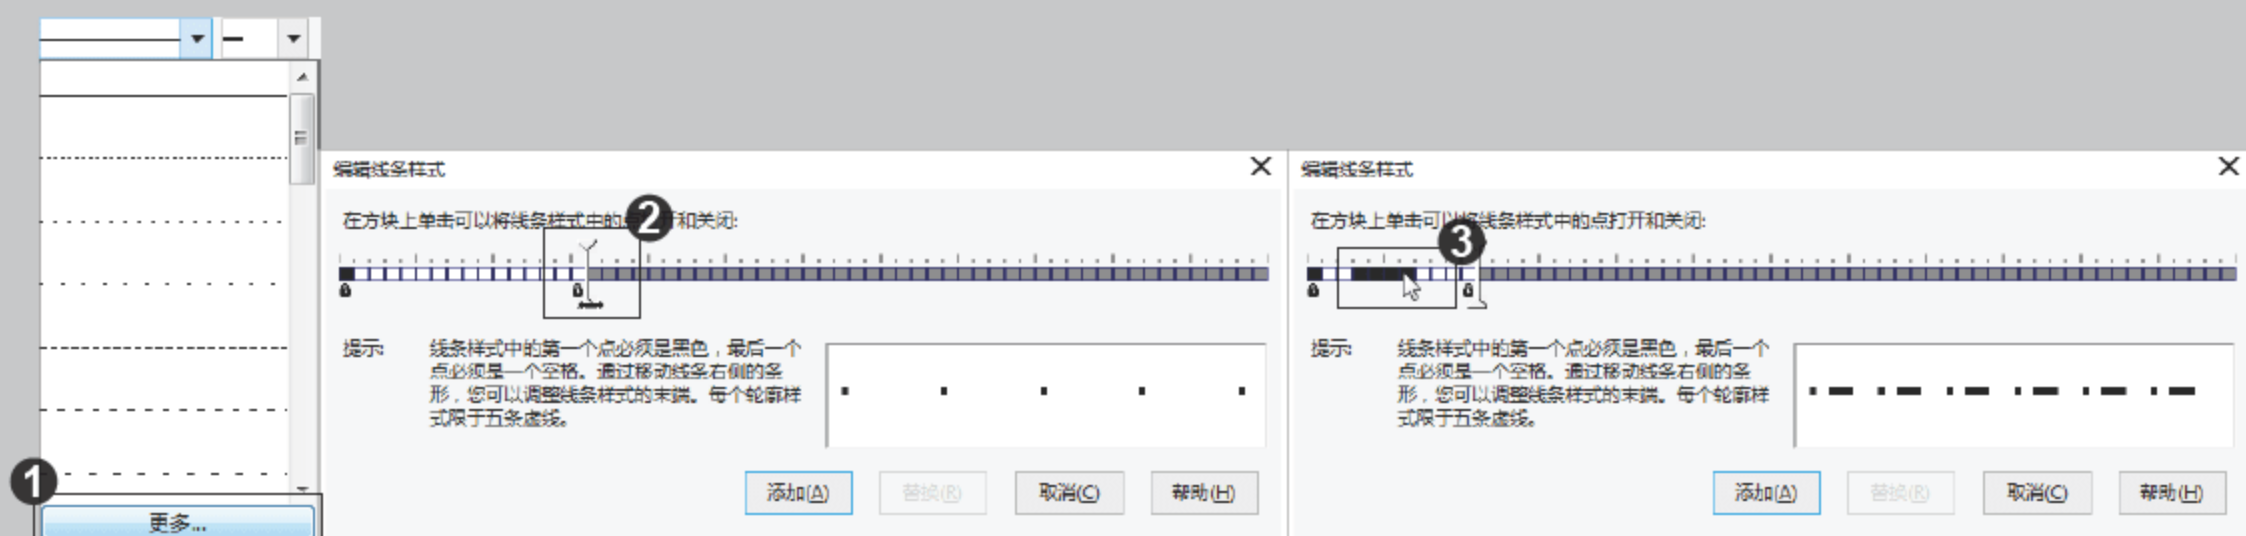 1
更多...
编辑线条样式
2
在方块上单击可以将线条样式中的点打开和关闭:
提示:
线条样式中的第一个点必须是黑色，最后一个
点必须是一个空格。通过移动线条右侧的条
形，您可以调整线条样式的末端。每个轮廓样
式限于五条虚线。
添加(A)
替换(R)
取消(C)
帮助(H)
编辑线条样式
3
在方块上单击可以将线条样式中的点打开和关闭:
提示:
线条样式中的第一个点必须是黑色，最后一个
点必须是一个空格。通过移动线条右侧的条
形，您可以调整线条样式的末端。每个轮廓样
式限于五条虚线。
添加(A)
替换(R)
取消(C)
帮助(H)